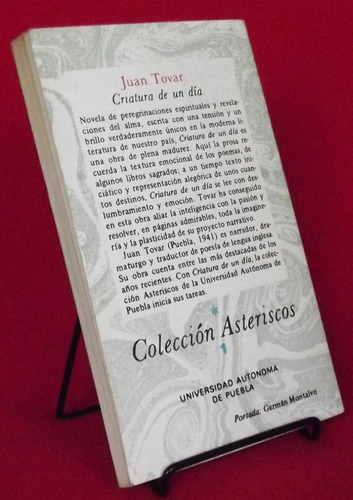 Juan Tovar
Criatura de un día
Novela de peregrinaciones espirituales y revela-
ciones del alma, escrita con una tensión y un
brillo verdaderamente únicos en la moderna li-
teratura de nuestro país, Criatura de un día es
una obra de plena madurez. Aquí la prosa re-
cuerda la textura emocional de los poemas, de
algunos libros sagrados; a un tiempo texto ini-
ciático y representación alegórica de unos cuan-
tos destinos, Criatura de un día se lee con des-
lumbramiento y emoción. Tovar ha conseguido
en esta obra aliar la inteligencia con la pasión y
resolver, en páginas admirables, toda la imagine-
ría y la plasticidad de su proyecto narrativo.
Juan Tovar (Puebla, 1941) es narrador, dra-
maturgo y traductor de poesía de lengua inglesa.
Su obra cuenta entre las más destacadas de los
años recientes. Con Criatura de un día, la colec-
ción Asteriscos de la Universidad Autónoma de
Puebla inicia sus tareas.
*
Colección Asteriscos
1
UNIVERSIDAD AUTONOMA
DE PUEBLA
Portada: Germán Montalvo